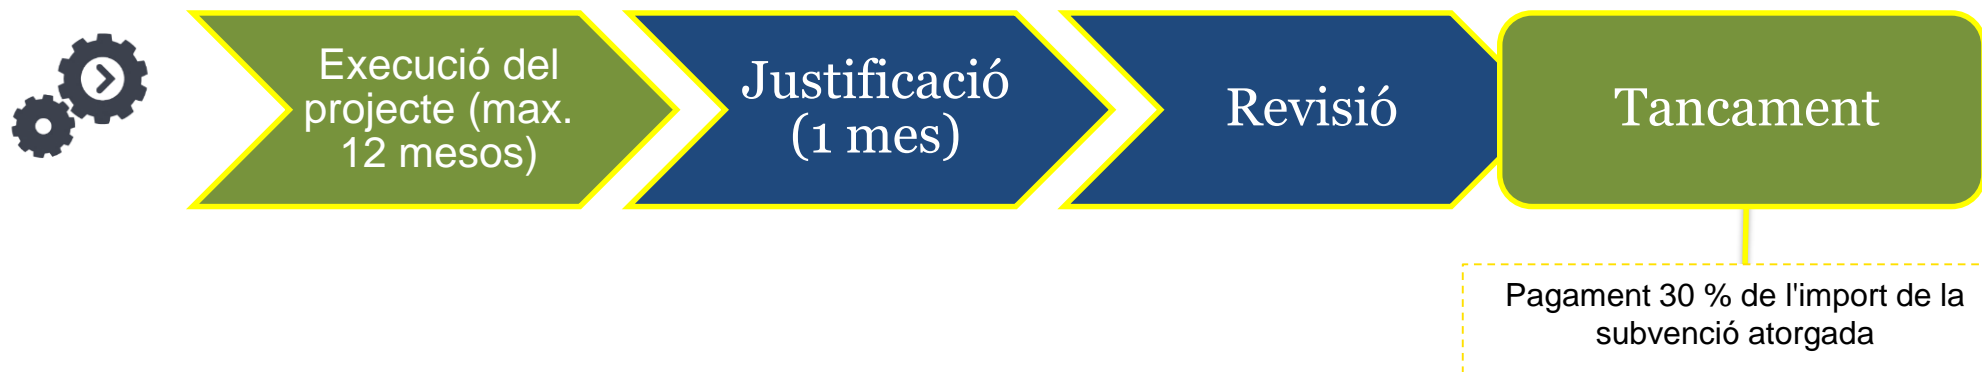 Execució del
projecte (max.
12 mesos)
Justificació
(1 mes)
Revisió
Tancament
Pagament 30 % de l'import de la
subvenció atorgada